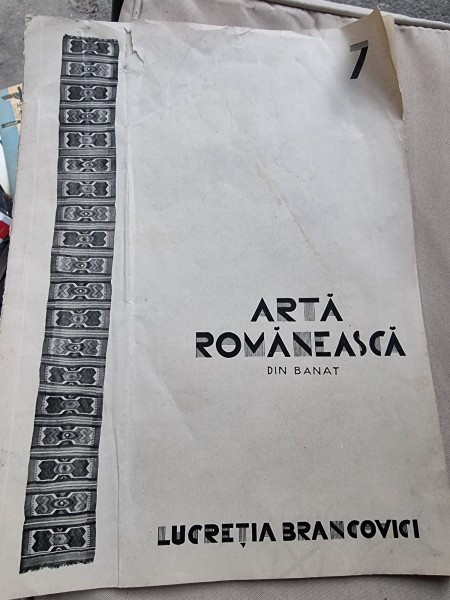 7
ARTĂ
ROMÂNEASCĂ
DIN BANAT
LUCREȚIA BRANCOVICI